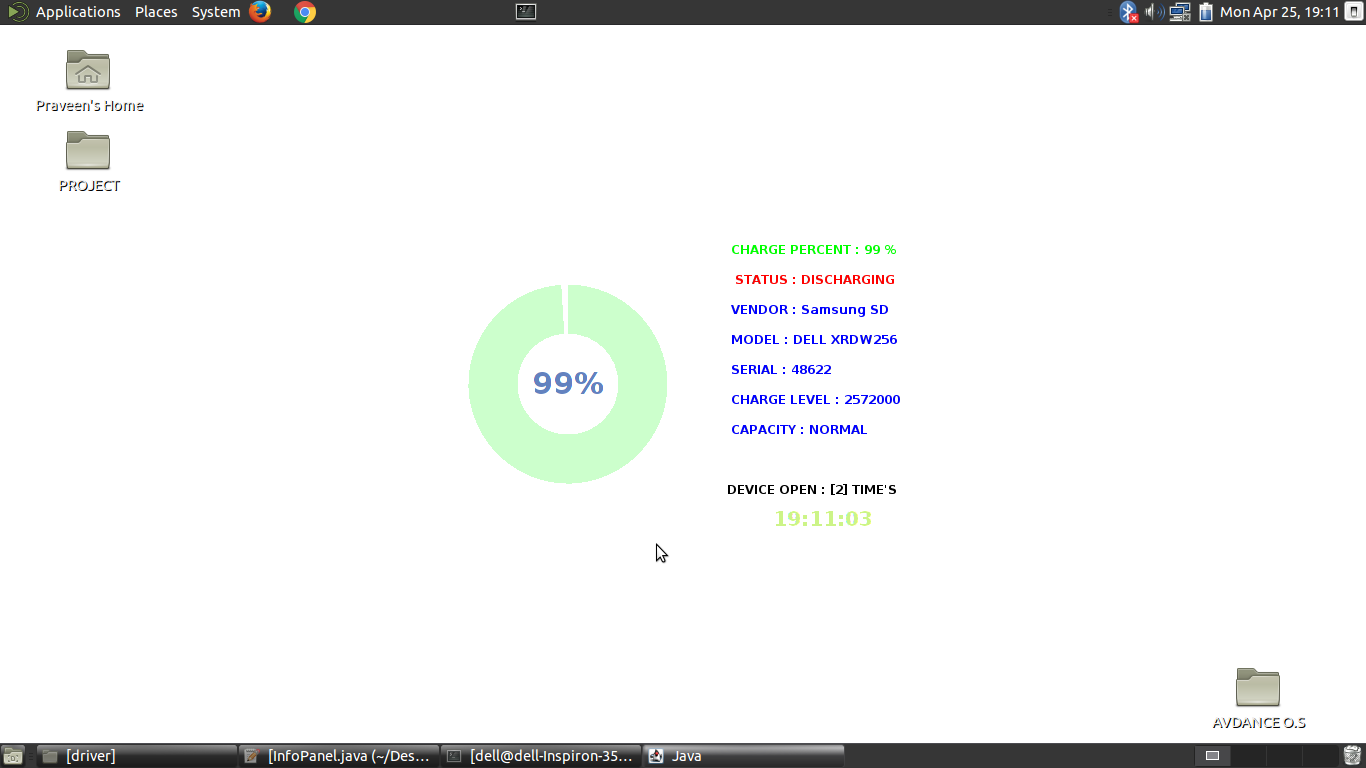 Applications Places System
Mon Apr 25, 19:11
Praveen's Home
PROJECT
CHARGE PERCENT : 99 %
STATUS : DISCHARGING
VENDOR : Samsung SD
MODEL : DELL XRDW256
SERIAL : 48622
CHARGE LEVEL : 2572000
CAPACITY : NORMAL
99%
DEVICE OPEN : [2] TIME'S
19:11:03
AVDANCE O.S
[driver]
[InfoPanel.java (~/Des...
[dell@dell-Inspiron-35...
Java